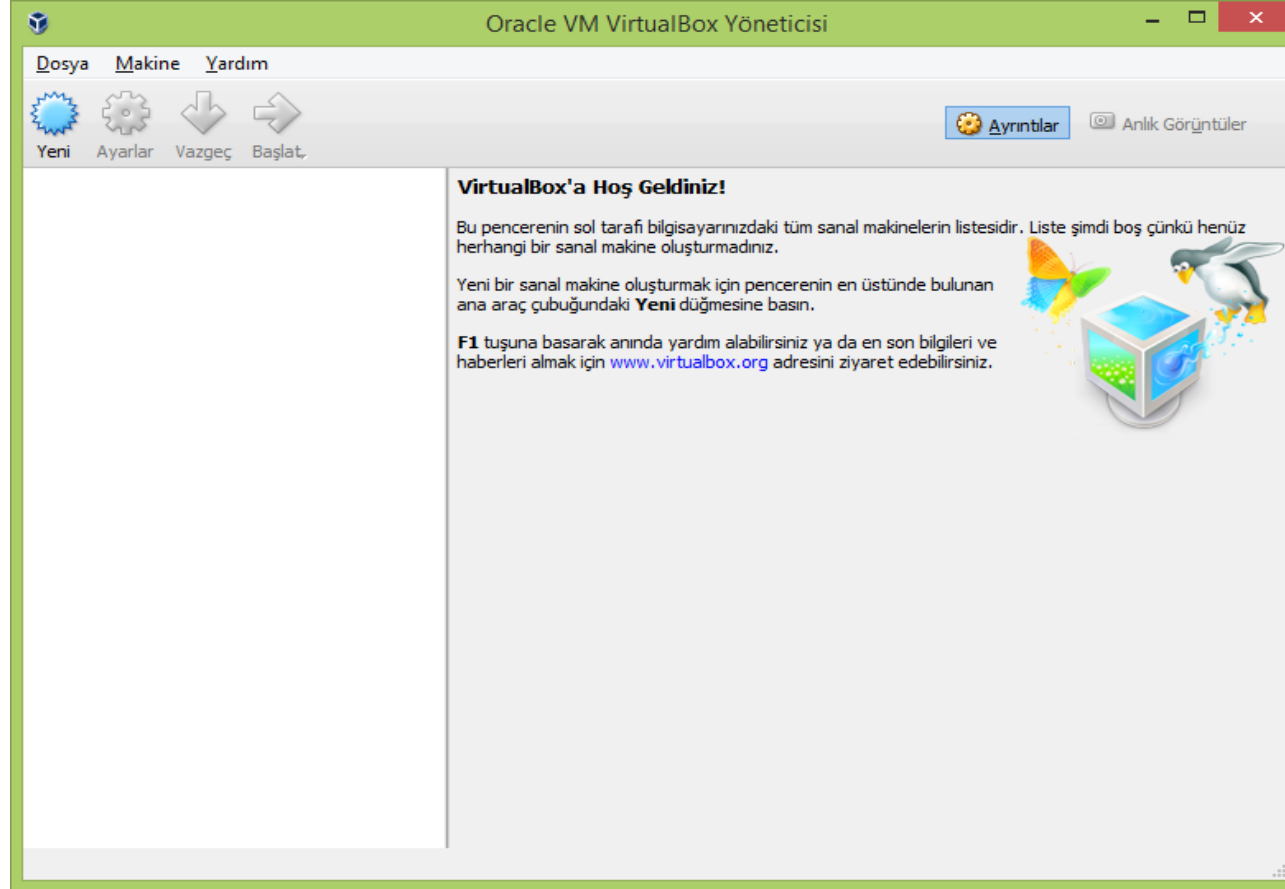 Oracle VM VirtualBox Yöneticisi
Dosya Makine Yardım
Yeni Ayarlar Vazgeç Başlat
Ayrıntılar Anlık Görüntüler
VirtualBox'a Hoş Geldiniz!
Bu pencerenin sol tarafı bilgisayarınızdaki tüm sanal makinelerin listesidir. Liste şimdi boş çünkü henüz
herhangi bir sanal makine oluşturmadınız.
Yeni bir sanal makine oluşturmak için pencerenin en üstünde bulunan
ana araç çubuğundaki Yeni düğmesine basın.
F1 tuşuna basarak anında yardım alabilirsiniz ya da en son bilgileri ve
haberleri almak için www.virtualbox.org adresini ziyaret edebilirsiniz.